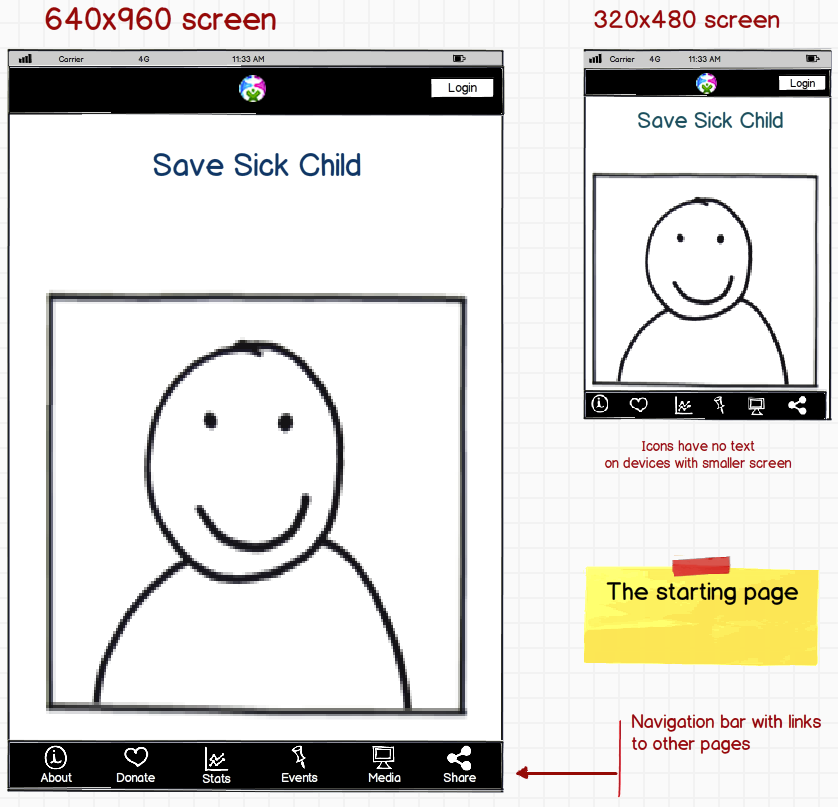 640x960 screen
Carrier 4G 11:33 AM
Login
Save Sick Child
About Donate Stats Events Media Share
320x480 screen
Carrier 4G 11:33 AM
Login
Save Sick Child
Icons have no text
on devices with smaller screen
The starting page
Navigation bar with links
to other pages